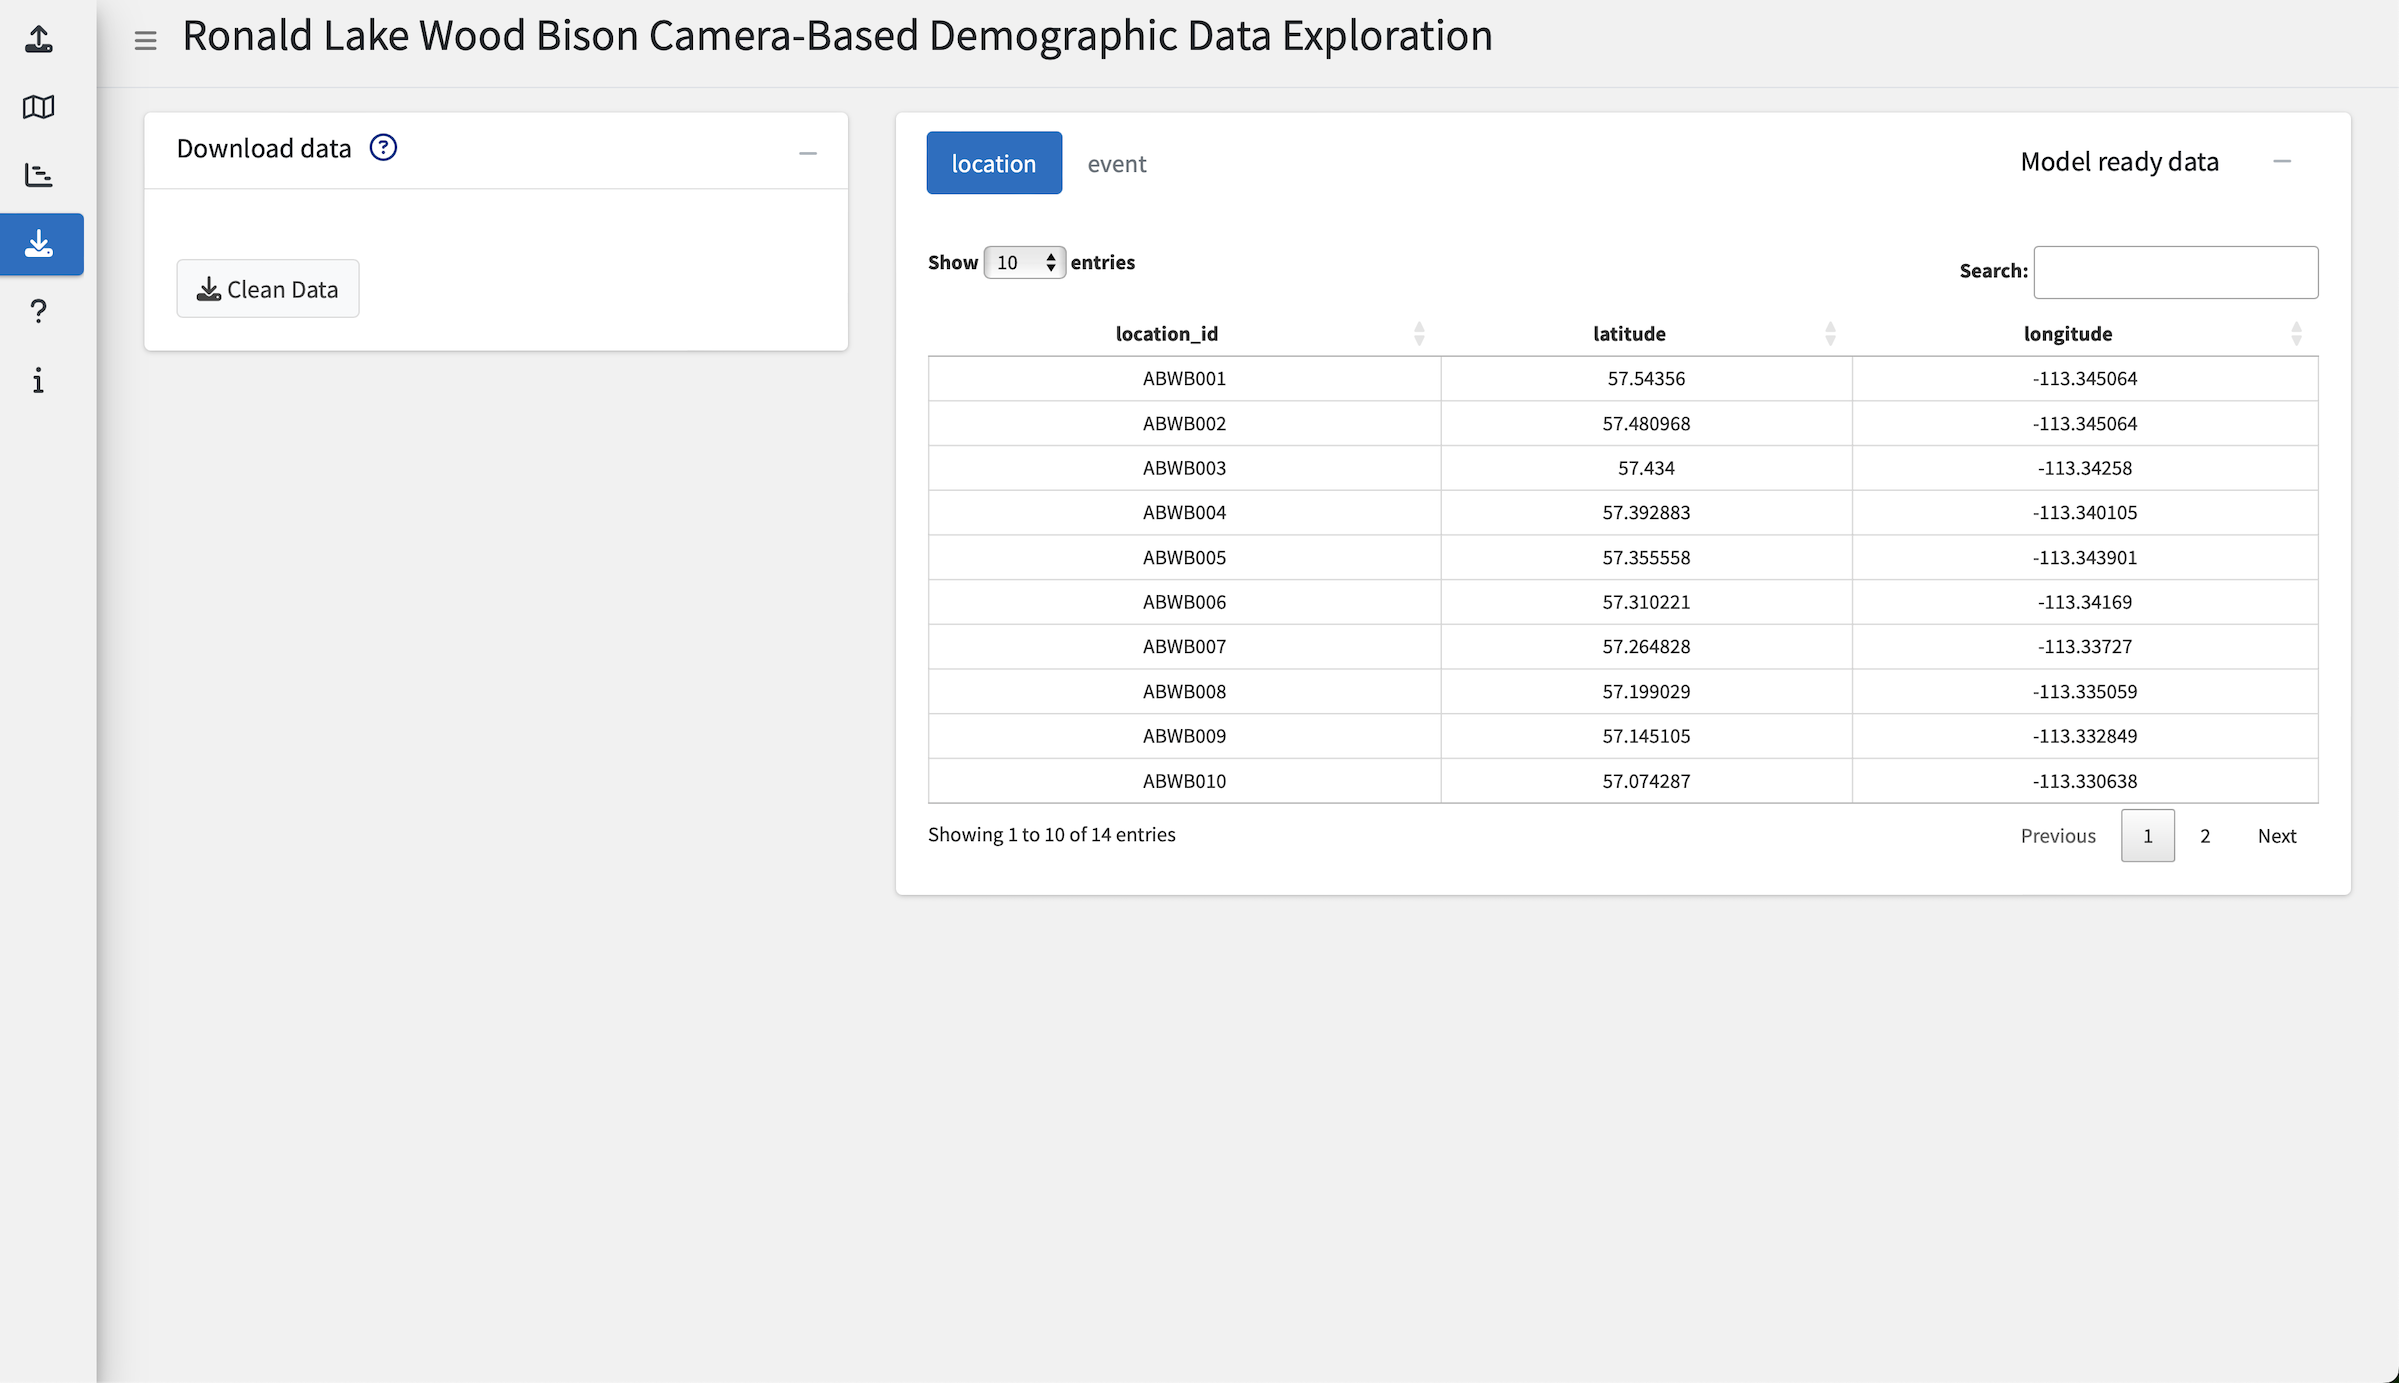 Ronald Lake Wood Bison Camera-Based Demographic Data Exploration
Download data ?
Clean Data
location event Model ready data
Show 10 entries
Search:
location_id latitude longitude
ABWB001 57.54356 -113.345064
ABWB002 57.480968 -113.345064
ABWB003 57.434 -113.34258
ABWB004 57.392883 -113.340105
ABWB005 57.355558 -113.343901
ABWB006 57.310221 -113.34169
ABWB007 57.264828 -113.33727
ABWB008 57.199029 -113.335059
ABWB009 57.145105 -113.332849
ABWB010 57.074287 -113.330638
Showing 1 to 10 of 14 entries
Previous 1 2 Next